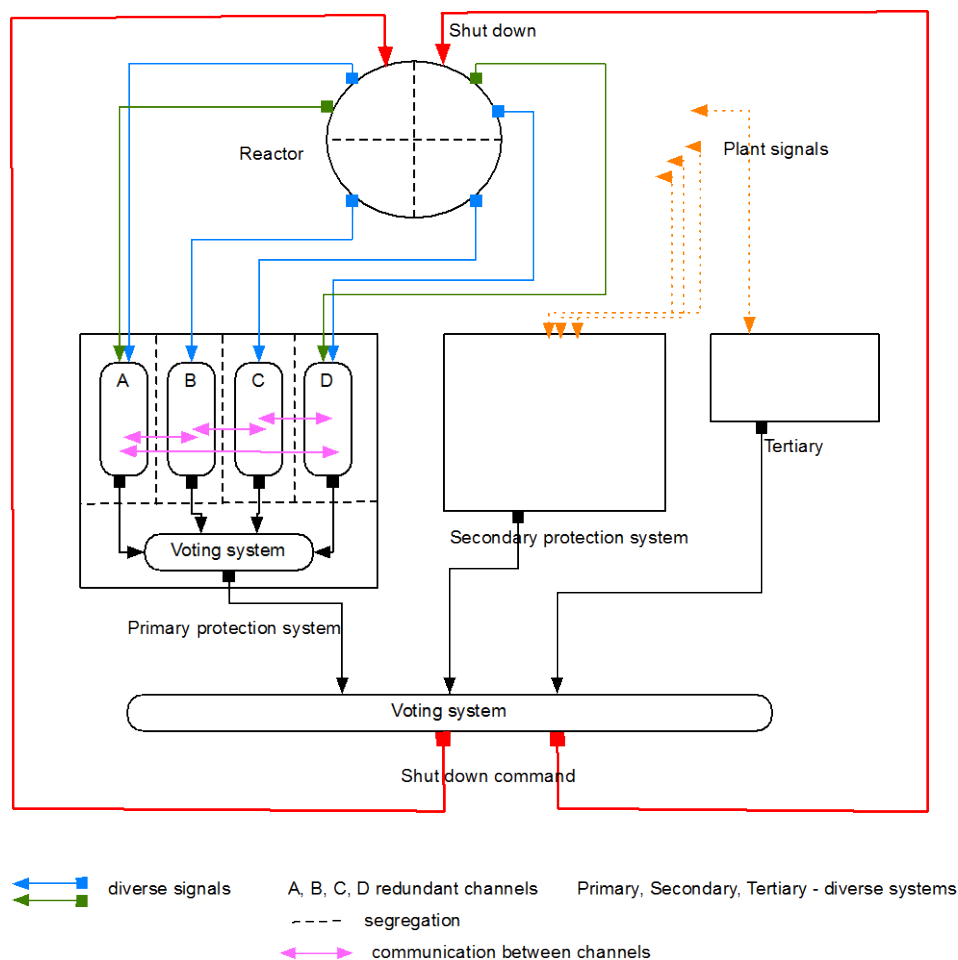 Shut down
Reactor
Plant signals
A
B
C
D
Tertiary
Voting system
Secondary protection system
Primary protection system
Voting system
Shut down command
diverse signals
A, B, C, D redundant channels
Primary, Secondary, Tertiary - diverse systems
segregation
communication between channels